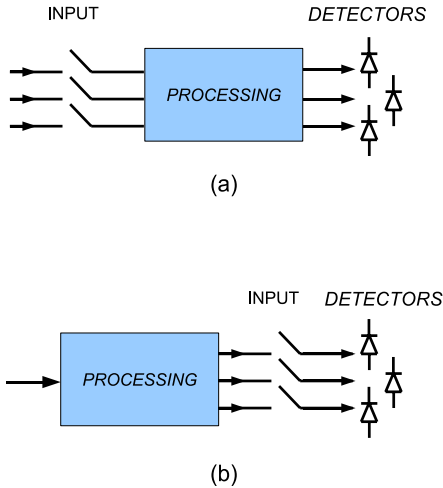 INPUT
DETECTORS
PROCESSING
(a)
INPUT
DETECTORS
PROCESSING
(b)